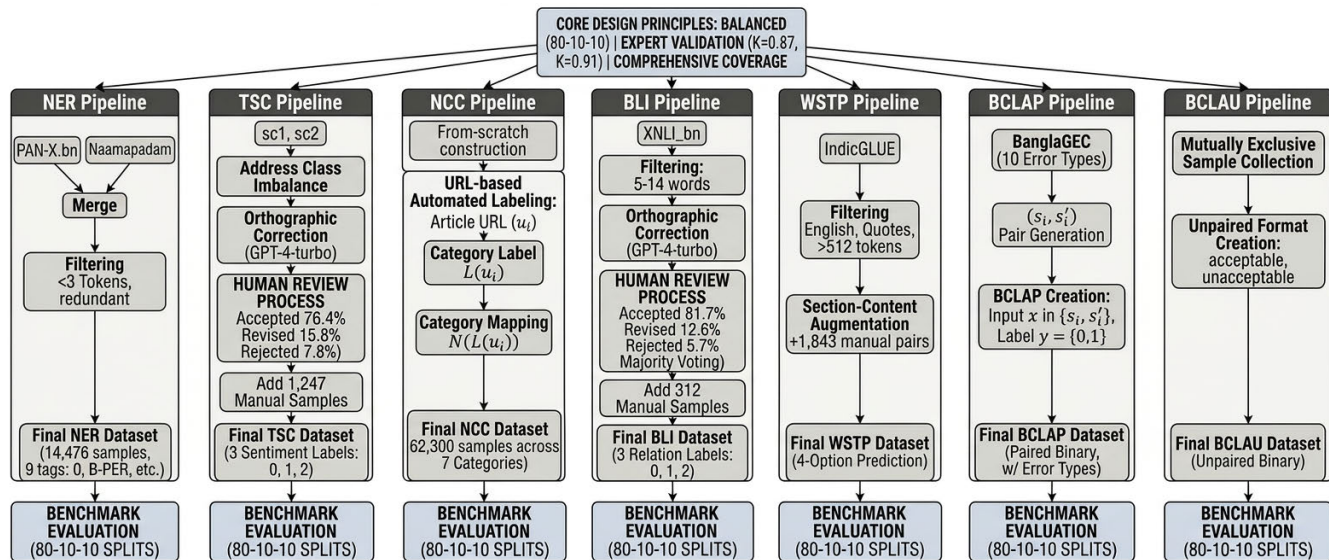 CORE DESIGN PRINCIPLES: BALANCED
(80-10-10) | EXPERT VALIDATION (K=0.87,
K=0.91) | COMPREHENSIVE COVERAGE
NER Pipeline
PAN-X.bn
Naamapadam
Merge
Filtering
<3 Tokens,
redundant
Final NER Dataset
(14,476 samples,
9 tags: 0, B-PER, etc.)
BENCHMARK
EVALUATION
(80-10-10 SPLITS)
TSC Pipeline
sc1, sc2
Address Class
Imbalance
Orthographic
Correction
(GPT-4-turbo)
HUMAN REVIEW
PROCESS
Accepted 76.4%
Revised 15.8%
Rejected 7.8%)
Add 1,247
Manual Samples
Final TSC Dataset
(3 Sentiment Labels:
0, 1, 2)
BENCHMARK
EVALUATION
(80-10-10 SPLITS)
NCC Pipeline
From-scratch
construction
URL-based
Automated Labeling:
Article URL (u_i)
Category Label
L(u_i)
Category Mapping
N(L(u_i))
Final NCC Dataset
62,300 samples across
7 Categories)
BENCHMARK
EVALUATION
(80-10-10 SPLITS)
BLI Pipeline
XNLI_bn
Filtering:
5-14 words
Orthographic
Correction
(GPT-4-turbo)
HUMAN REVIEW
PROCESS
Accepted 81.7%
Revised 12.6%
Rejected 5.7%
Majority Voting)
Add 312
Manual Samples
Final BLI Dataset
(3 Relation Labels:
0, 1, 2)
BENCHMARK
EVALUATION
(80-10-10 SPLITS)
WSTP Pipeline
IndicGLUE
Filtering
English, Quotes,
>512 tokens
Section-Content
Augmentation
+1,843 manual pairs
Final WSTP Dataset
(4-Option Prediction)
BENCHMARK
EVALUATION
(80-10-10 SPLITS)
BCLAP Pipeline
BanglaGEC
(10 Error Types)
(s_i, s_i′)
Pair Generation
BCLAP Creation:
Input x in {s_i, s_i′},
Label y = {0,1}
Final BCLAP Dataset
(Paired Binary,
w/ Error Types)
BENCHMARK
EVALUATION
(80-10-10 SPLITS)
BCLAU Pipeline
Mutually Exclusive
Sample Collection
Unpaired Format
Creation:
acceptable,
unacceptable
Final BCLAU Dataset
(Unpaired Binary)
BENCHMARK
EVALUATION
(80-10-10 SPLITS)